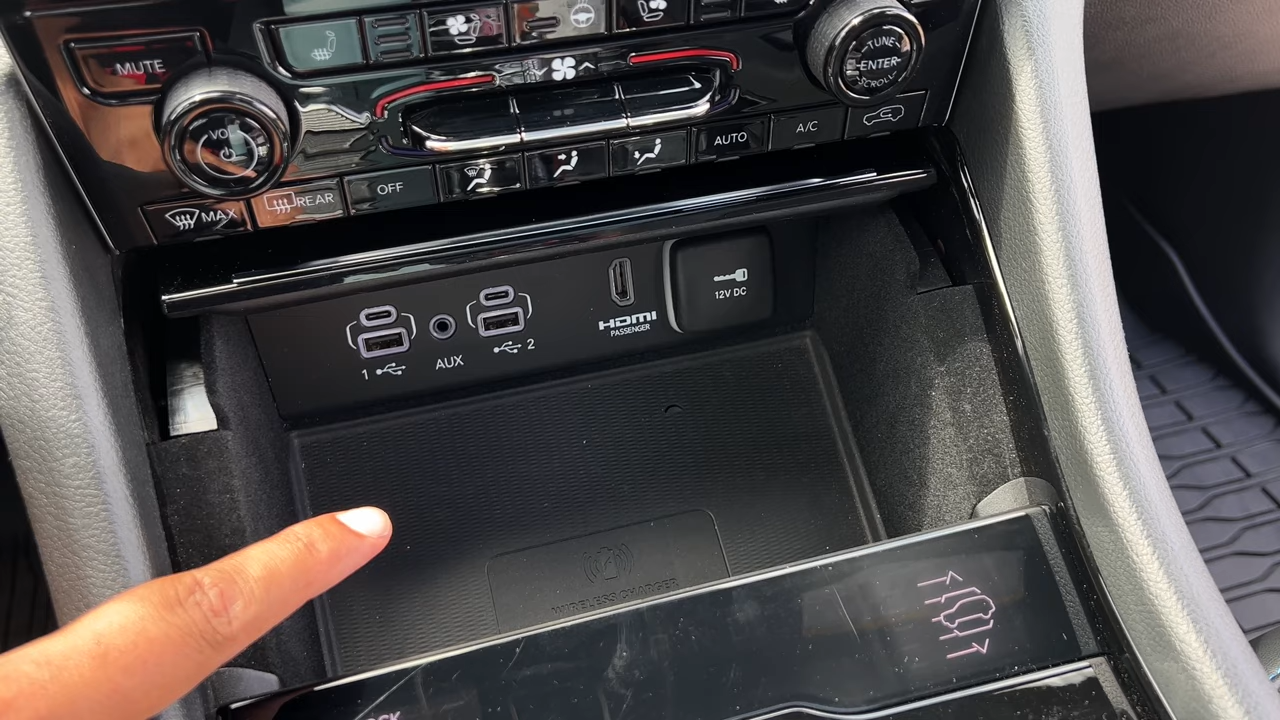 MUTE
VOL
TUNE
ENTER
SCROLL
MAX
REAR
OFF
AUTO
A/C
1
AUX
2
HDMI
PASSENGER
12V DC
WIRELESS CHARGER